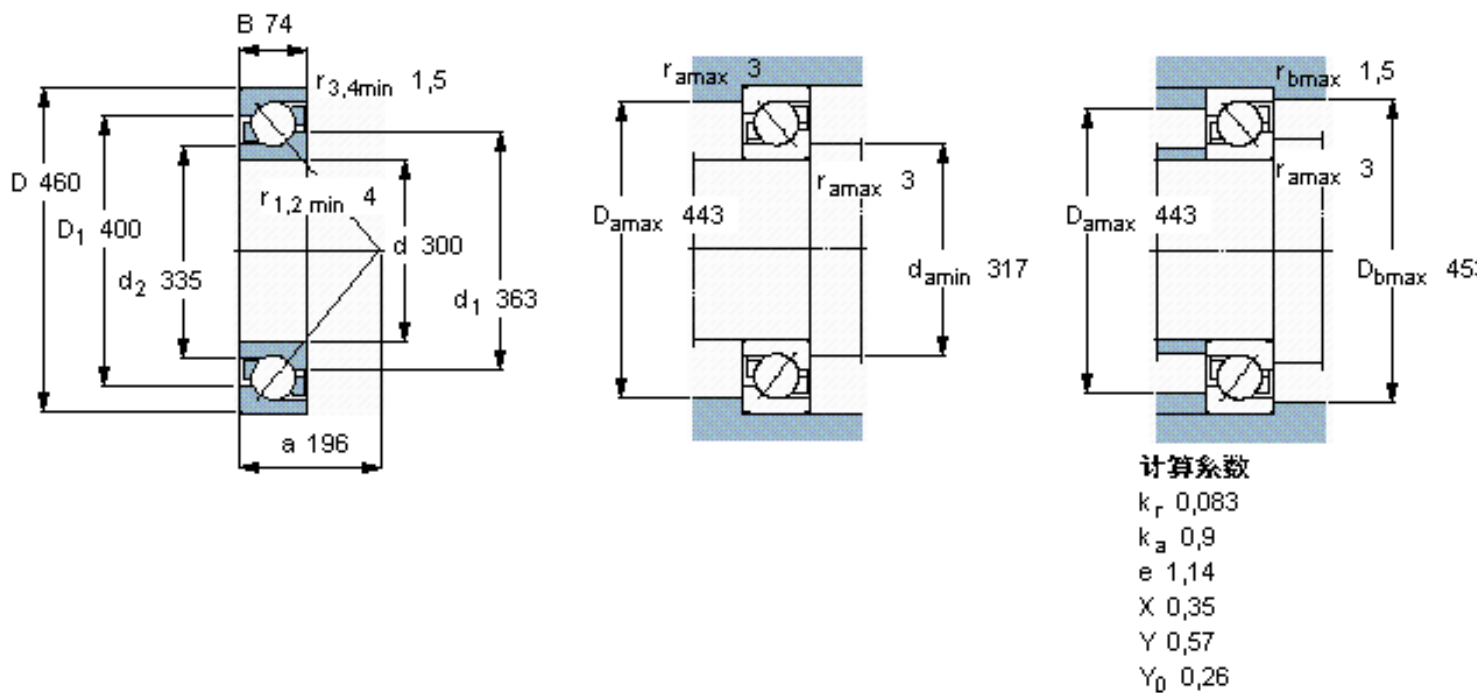 B 74
r3,4min 1,5
D 460
D1 400
d2 335
r1,2 min 4
d 300
d1 363
a 196
ramax 3
ramax 3
Damax 443
damin 317
rbmax 1,5
ramax 3
Damax 443
Dbmax 453
计算系数
kr 0,083
ka 0,9
e 1,14
X 0,35
Y 0,57
Y0 0,26